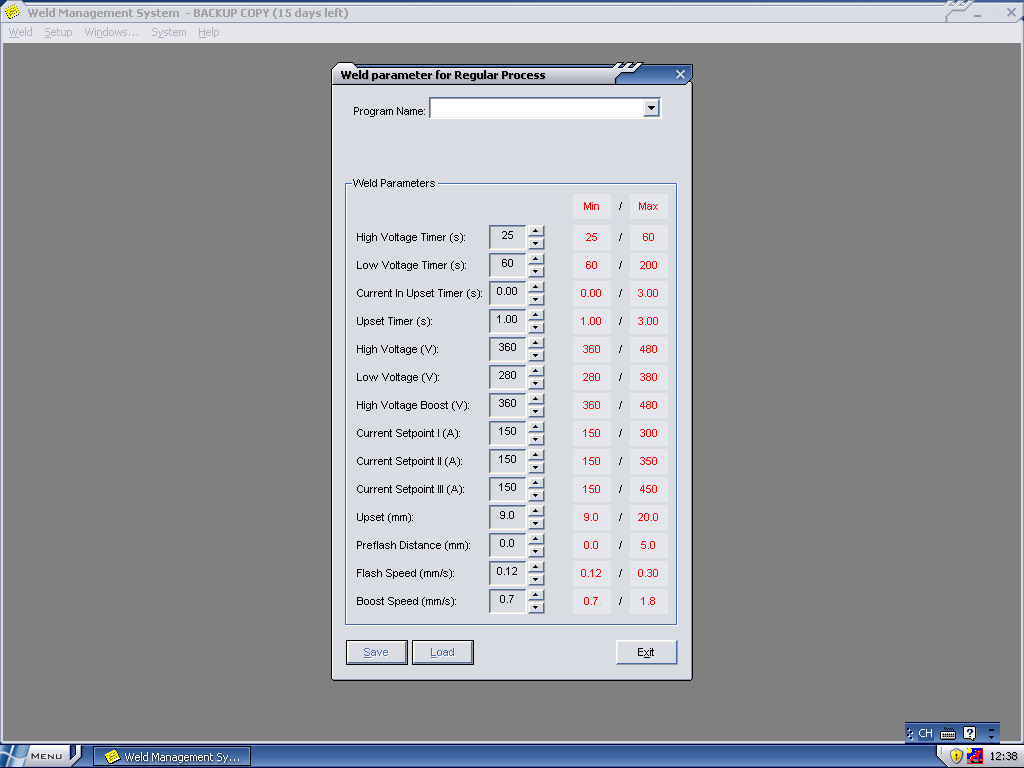 Weld Management System - BACKUP COPY (15 days left)
Weld Setup Windows... System Help
Weld parameter for Regular Process
Program Name:
Weld Parameters
Min / Max
High Voltage Timer (s): 25 25 / 60
Low Voltage Timer (s): 60 60 / 200
Current In Upset Timer (s): 0.00 0.00 / 3.00
Upset Timer (s): 1.00 1.00 / 3.00
High Voltage (V): 360 360 / 480
Low Voltage (V): 280 280 / 380
High Voltage Boost (V): 360 360 / 480
Current Setpoint I (A): 150 150 / 300
Current Setpoint II (A): 150 150 / 350
Current Setpoint III (A): 150 150 / 450
Upset (mm): 9.0 9.0 / 20.0
Preflash Distance (mm): 0.0 0.0 / 5.0
Flash Speed (mm/s): 0.12 0.12 / 0.30
Boost Speed (mm/s): 0.7 0.7 / 1.8
Save Load Exit
CH
MENU Weld Management Sy... 12:38